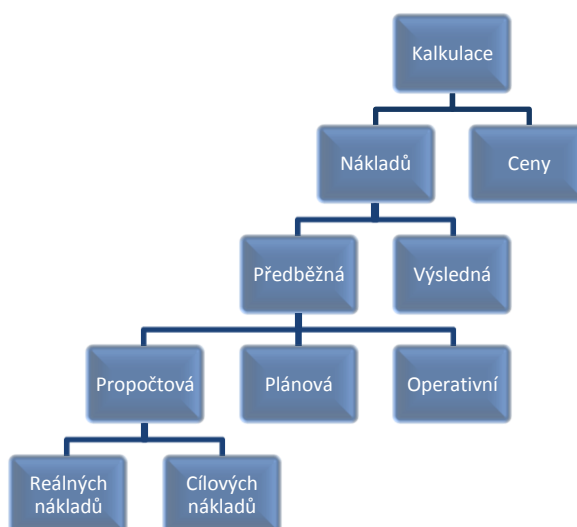 Kalkulace
Nákladů
Ceny
Předběžná
Výsledná
Propočtová
Plánová
Operativní
Reálných
nákladů
Cílových
nákladů